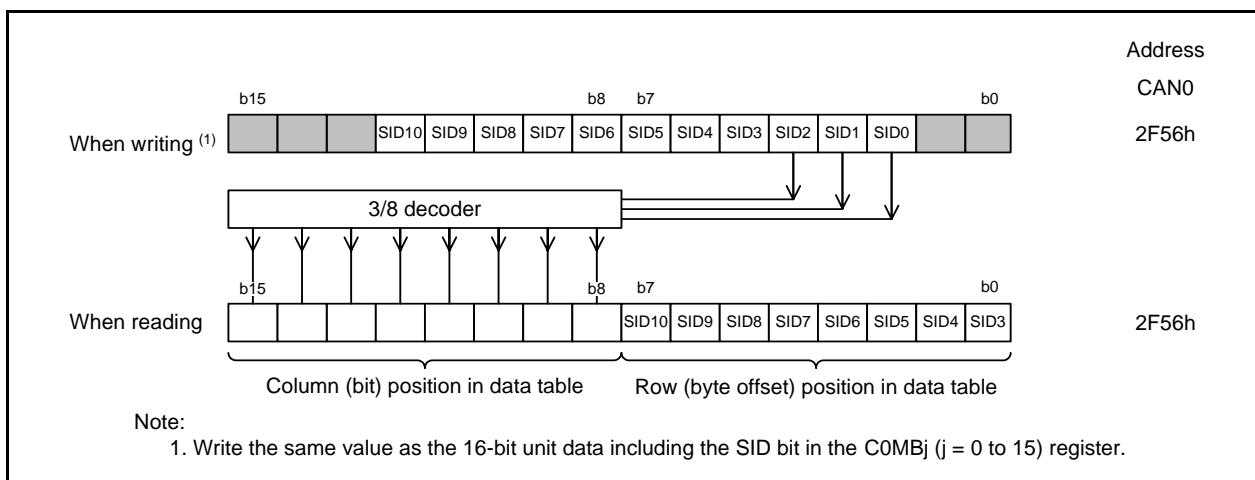 Address
CAN0
b15 b8 b7 b0
When writing (1) SID10 SID9 SID8 SID7 SID6 SID5 SID4 SID3 SID2 SID1 SID0 2F56h
3/8 decoder
b15 b8 b7 b0
When reading SID10 SID9 SID8 SID7 SID6 SID5 SID4 SID3 2F56h
Column (bit) position in data table Row (byte offset) position in data table
Note:
1. Write the same value as the 16-bit unit data including the SID bit in the C0MBj (j = 0 to 15) register.